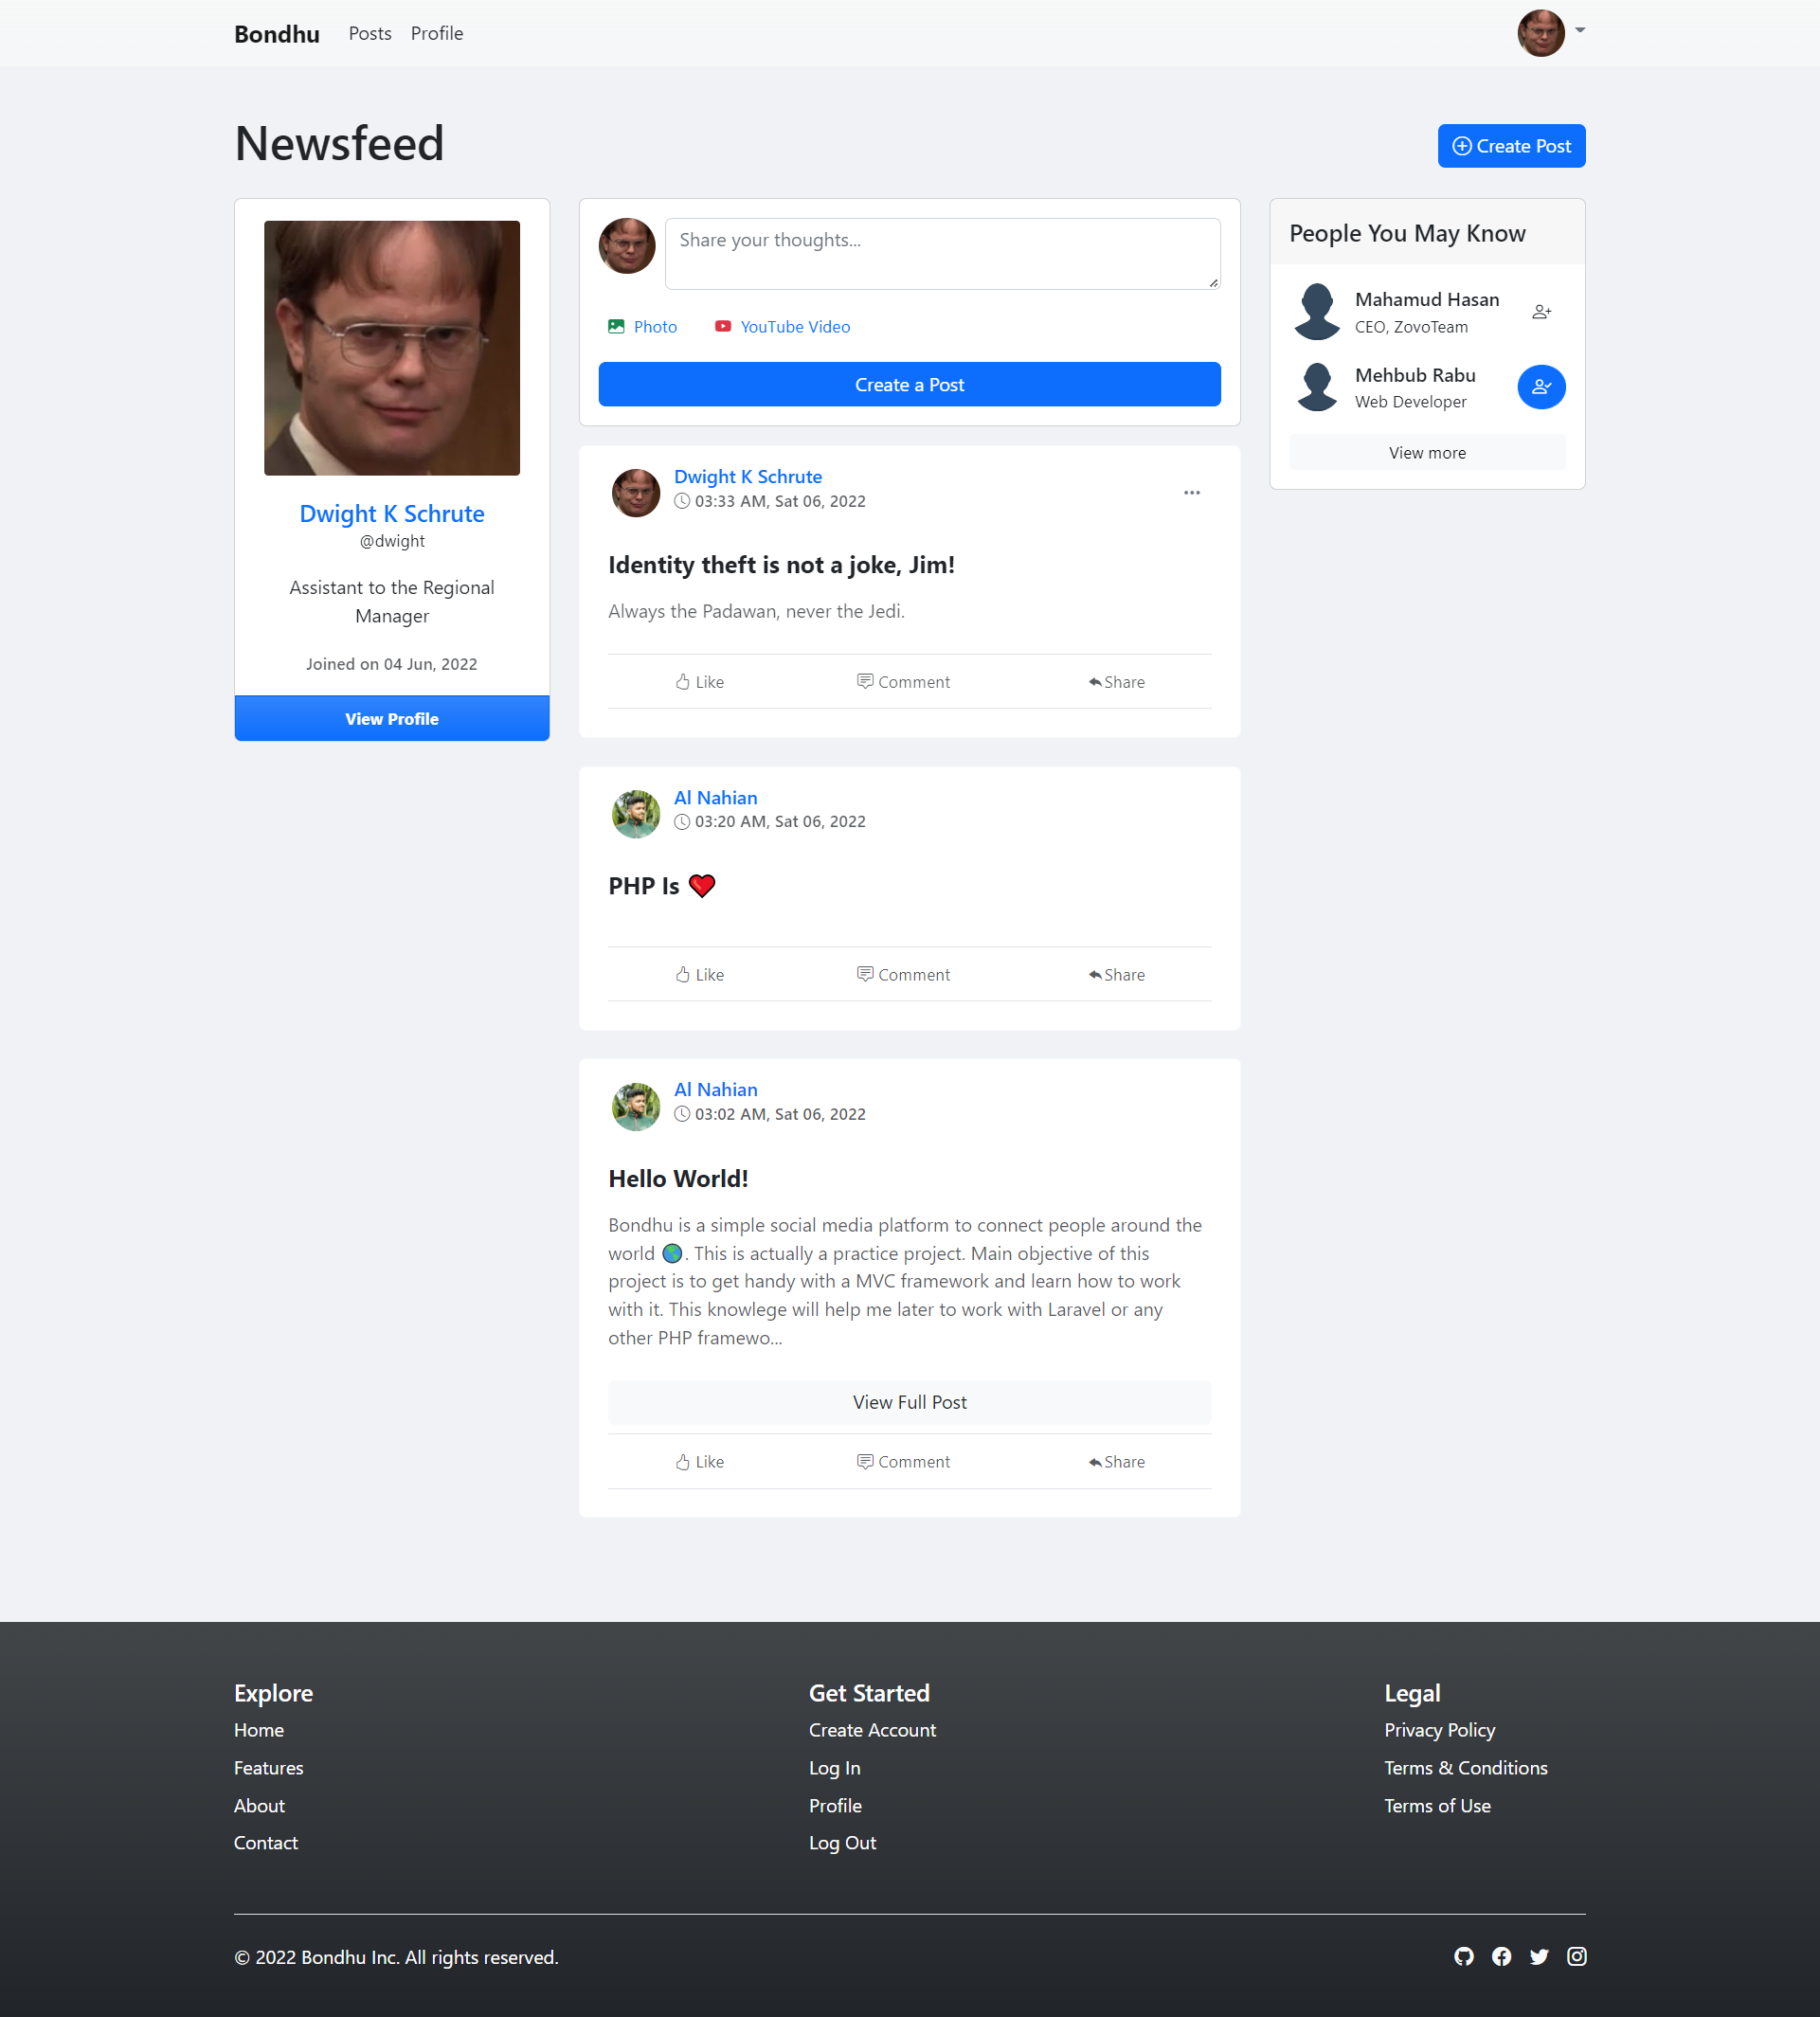 Bondhu Posts Profile
Newsfeed
Create Post
Dwight K Schrute
@dwight
Assistant to the Regional
Manager
Joined on 04 Jun, 2022
View Profile
Share your thoughts...
Photo YouTube Video
Create a Post
Dwight K Schrute
03:33 AM, Sat 06, 2022
Identity theft is not a joke, Jim!
Always the Padawan, never the Jedi.
Like Comment Share
Al Nahian
03:20 AM, Sat 06, 2022
PHP Is ❤️
Like Comment Share
Al Nahian
03:02 AM, Sat 06, 2022
Hello World!
Bondhu is a simple social media platform to connect people around the
world 🌎. This is actually a practice project. Main objective of this
project is to get handy with a MVC framework and learn how to work
with it. This knowlege will help me later to work with Laravel or any
other PHP framewo...
View Full Post
Like Comment Share
People You May Know
Mahamud Hasan
CEO, ZovoTeam
Mehbub Rabu
Web Developer
View more
Explore
Home
Features
About
Contact
Get Started
Create Account
Log In
Profile
Log Out
Legal
Privacy Policy
Terms & Conditions
Terms of Use
© 2022 Bondhu Inc. All rights reserved.